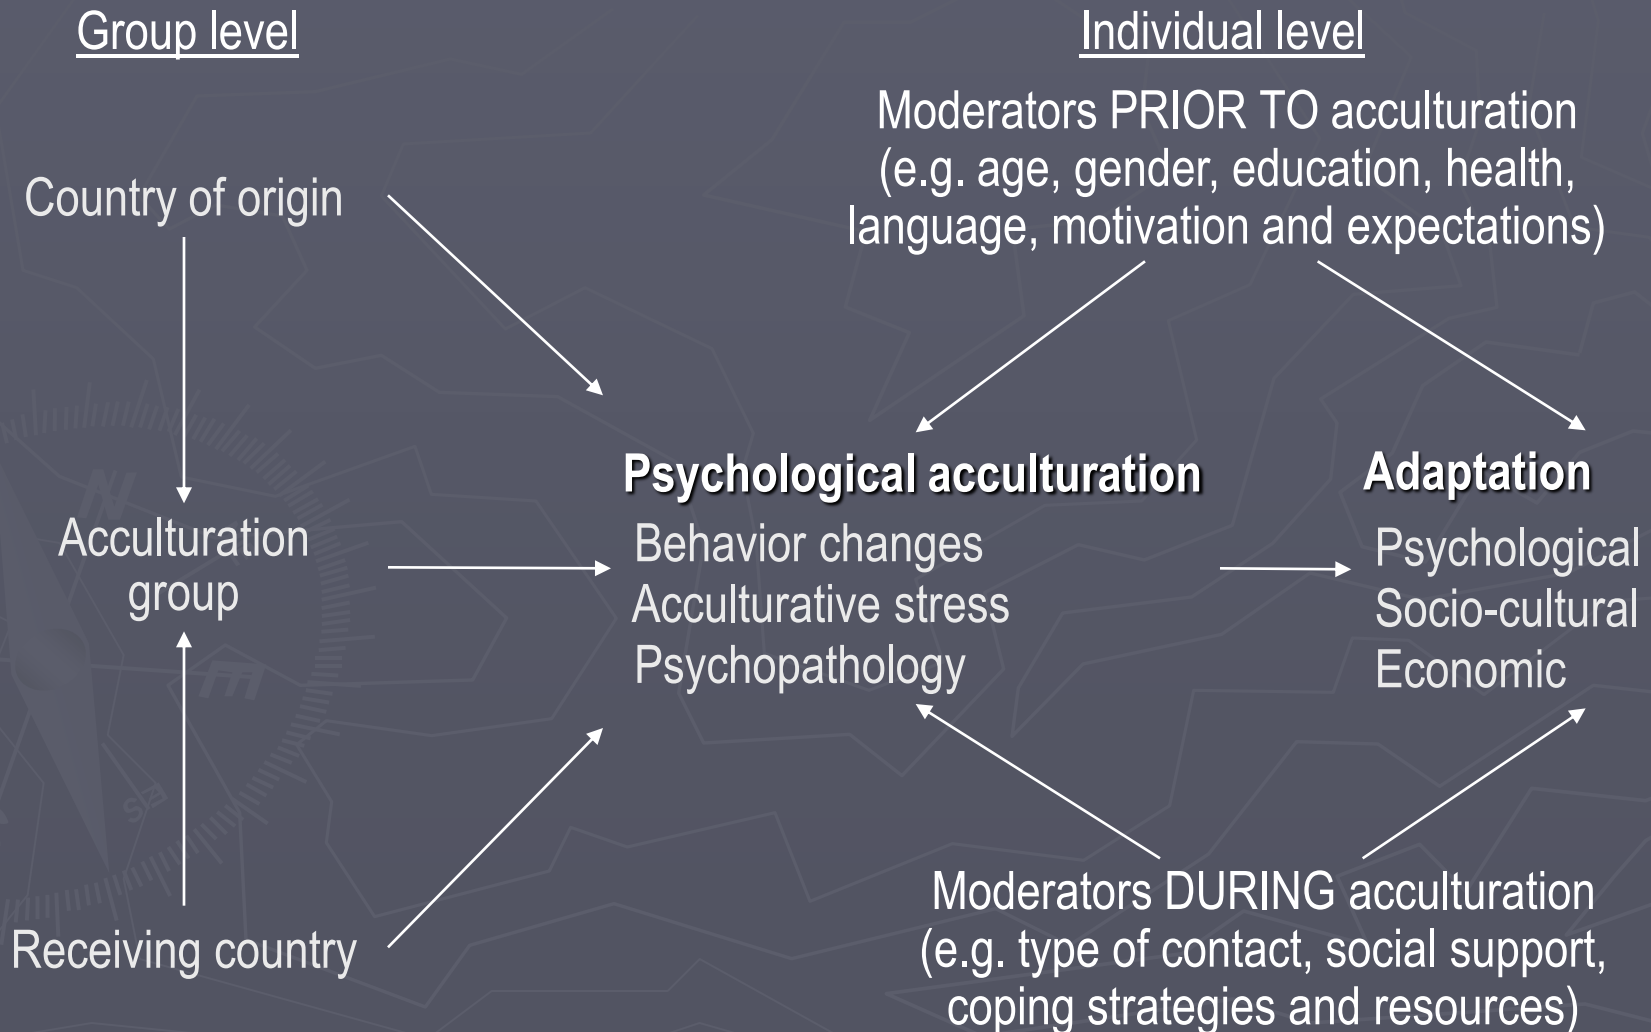 Group level
Individual level
Moderators PRIOR TO acculturation
(e.g. age, gender, education, health,
language, motivation and expectations)
Country of origin
Psychological acculturation
Behavior changes
Acculturative stress
Psychopathology
Adaptation
Psychological
Socio-cultural
Economic
Acculturation
group
Receiving country
Moderators DURING acculturation
(e.g. type of contact, social support,
coping strategies and resources)
N
E